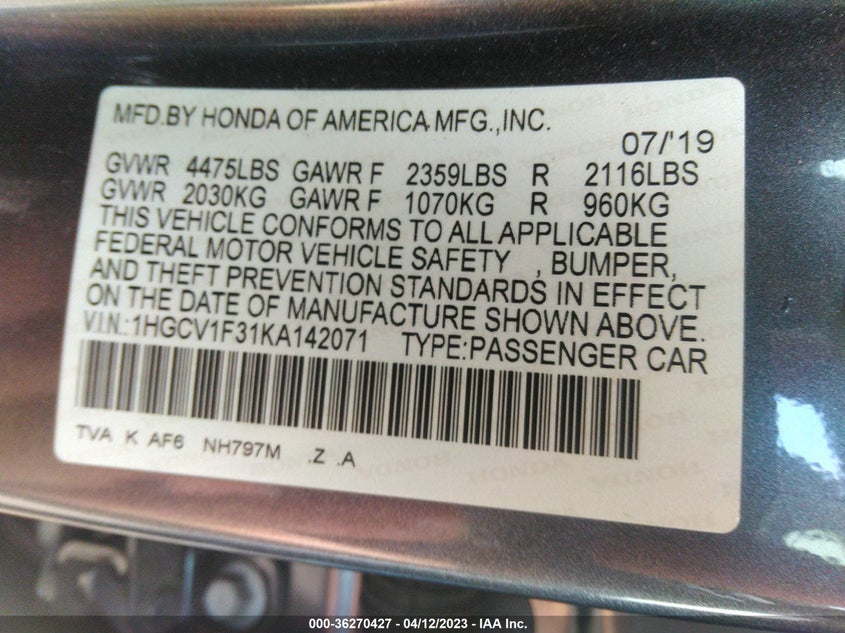 MFD.BY HONDA OF AMERICA MFG.,INC.
07/'19
GVWR 4475LBS GAWR F 2359LBS R 2116LBS
GVWR 2030KG GAWR F 1070KG R 960KG
THIS VEHICLE CONFORMS TO ALL APPLICABLE
FEDERAL MOTOR VEHICLE SAFETY , BUMPER,
AND THEFT PREVENTION STANDARDS IN EFFECT
ON THE DATE OF MANUFACTURE SHOWN ABOVE.
V.I.N.:1HGCV1F31KA142071 TYPE:PASSENGER CAR
TVA K AF6 NH797M .Z .A
000-36270427 - 04/12/2023 - IAA Inc.